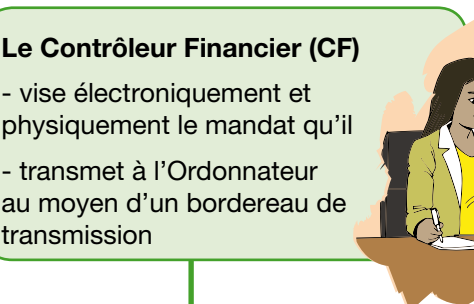 Le Contrôleur Financier (CF)
- vise électroniquement et
physiquement le mandat qu’il
- transmet à l’Ordonnateur
au moyen d’un bordereau de
transmission